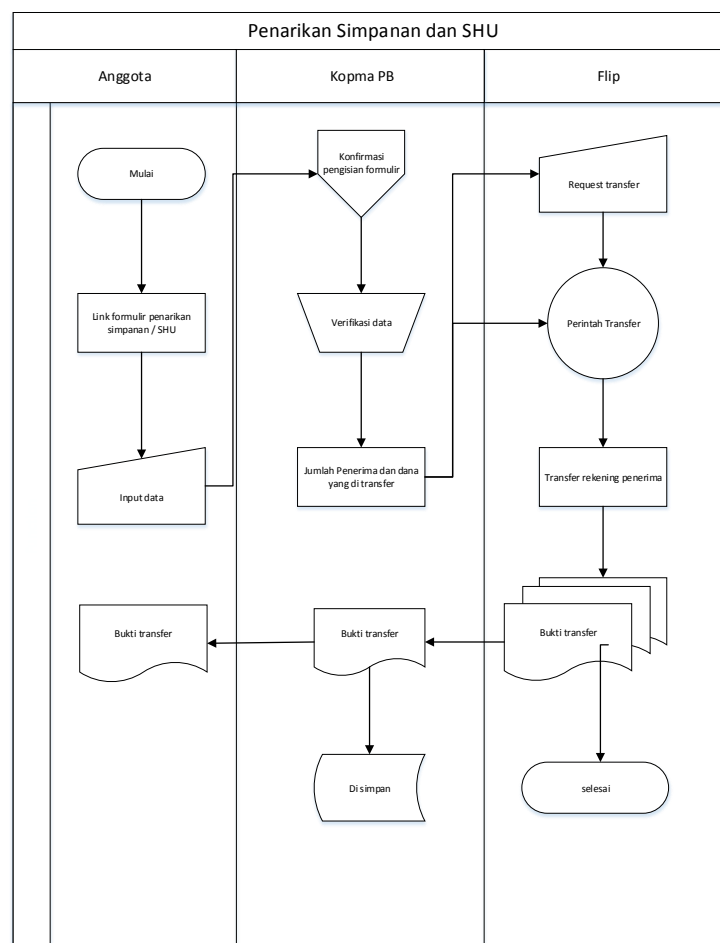 Penarikan Simpanan dan SHU
Anggota
Kopma PB
Flip
Mulai
Konfirmasi
pengisian formulir
Request transfer
Link formulir penarikan
simpanan / SHU
Verifikasi data
Perintah Transfer
Input data
Jumlah Penerima dan dana
yang di transfer
Transfer rekening penerima
Bukti transfer
Bukti transfer
Bukti transfer
Di simpan
selesai